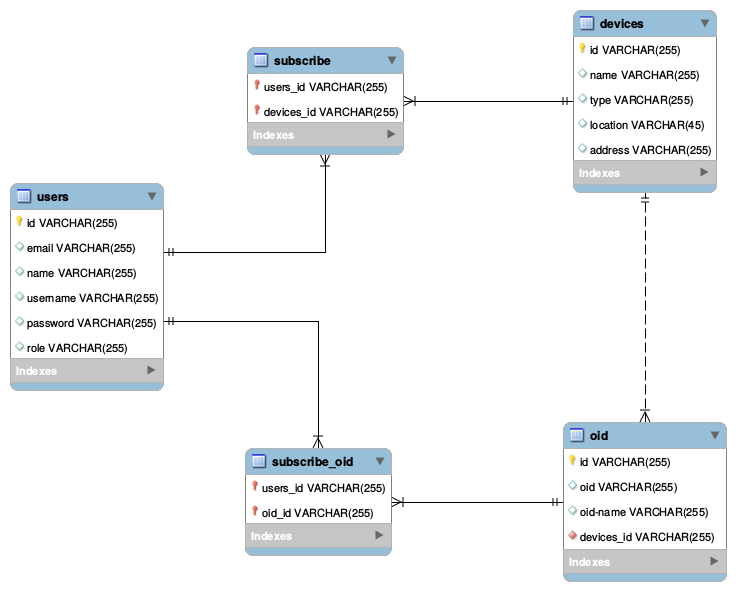 devices
id VARCHAR(255)
name VARCHAR(255)
type VARCHAR(255)
location VARCHAR(45)
address VARCHAR(255)
Indexes
subscribe
users_id VARCHAR(255)
devices_id VARCHAR(255)
Indexes
users
id VARCHAR(255)
email VARCHAR(255)
name VARCHAR(255)
username VARCHAR(255)
password VARCHAR(255)
role VARCHAR(255)
Indexes
subscribe_oid
users_id VARCHAR(255)
oid_id VARCHAR(255)
Indexes
oid
id VARCHAR(255)
oid VARCHAR(255)
oid-name VARCHAR(255)
devices_id VARCHAR(255)
Indexes